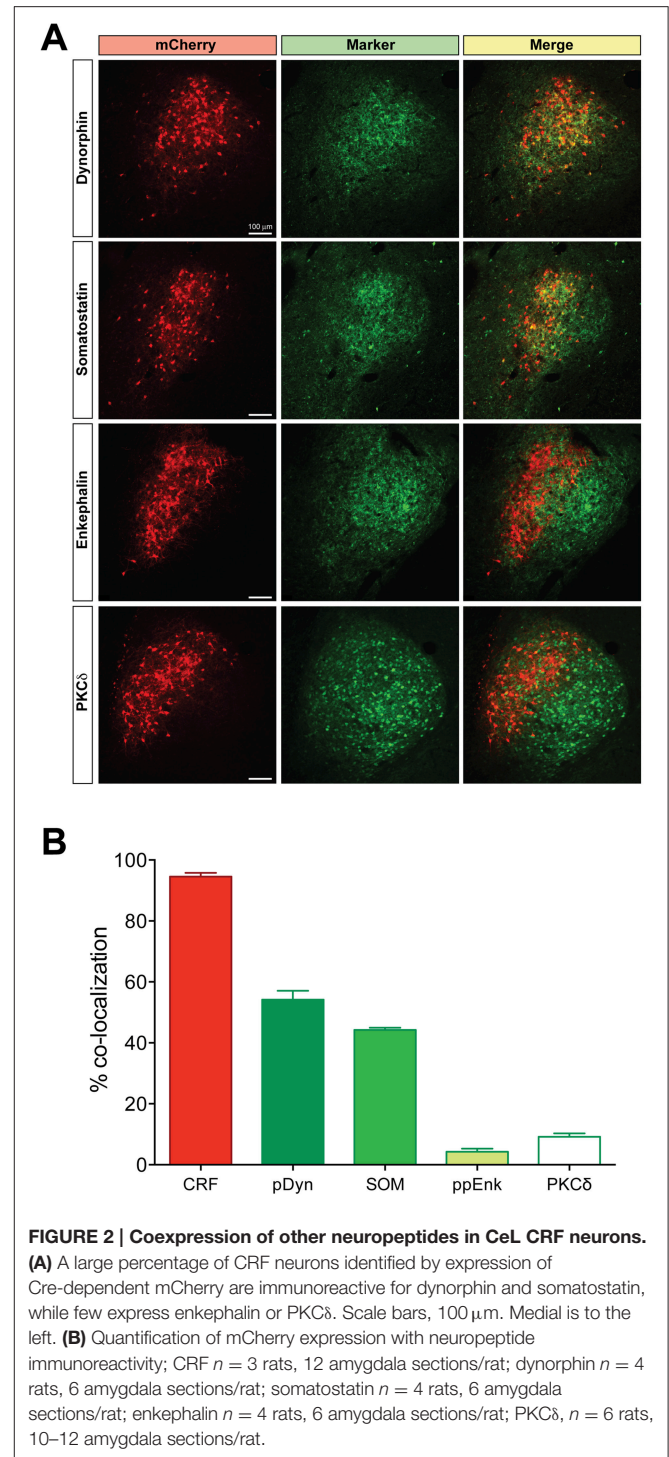 A
mCherry
Marker
Merge
Dynorphin
100 μm
Somatostatin
Enkephalin
PKCδ
B
% co-localization
100
80
60
40
20
0
CRF
pDyn
SOM
ppEnk
PKCδ
FIGURE 2 | Coexpression of other neuropeptides in CeL CRF neurons.
(A) A large percentage of CRF neurons identified by expression of
Cre-dependent mCherry are immunoreactive for dynorphin and somatostatin,
while few express enkephalin or PKCδ. Scale bars, 100 μm. Medial is to the
left. (B) Quantification of mCherry expression with neuropeptide
immunoreactivity; CRF n = 3 rats, 12 amygdala sections/rat; dynorphin n = 4
rats, 6 amygdala sections/rat; somatostatin n = 4 rats, 6 amygdala
sections/rat; enkephalin n = 4 rats, 6 amygdala sections/rat; PKCδ, n = 6 rats,
10–12 amygdala sections/rat.